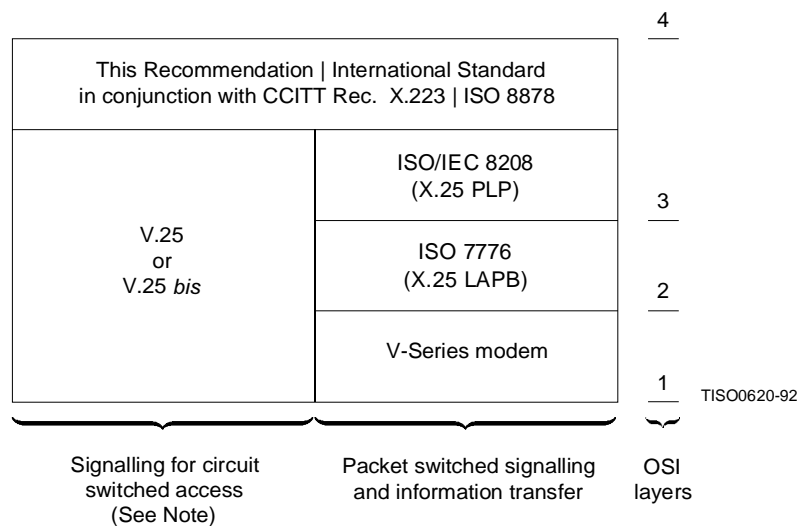 4
This Recommendation | International Standard
in conjunction with CCITT Rec. X.223 | ISO 8878
ISO/IEC 8208
(X.25 PLP)
3
V.25
or
V.25 bis
ISO 7776
(X.25 LAPB)
2
V-Series modem
1
TISO0620-92
Signalling for circuit
switched access
(See Note)
Packet switched signalling
and information transfer
OSI
layers